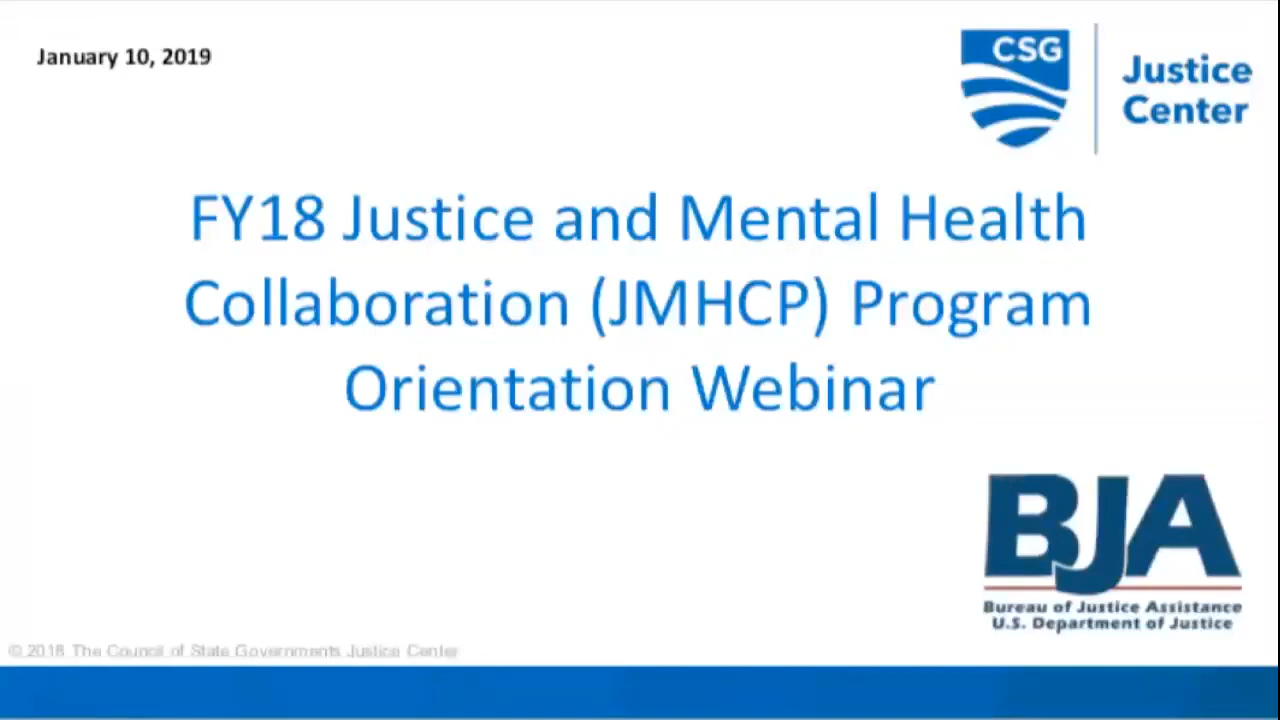 January 10, 2019
CSG
Justice
Center
FY18 Justice and Mental Health
Collaboration (JMHCP) Program
Orientation Webinar
BJA
Bureau of Justice Assistance
U.S. Department of Justice
© 2018 The Council of State Governments Justice Center